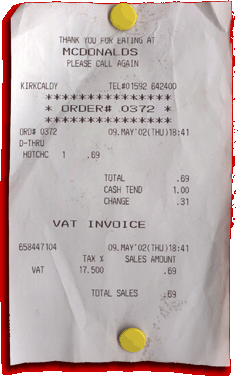 THANK YOU FOR EATING AT
MCDONALDS
PLEASE CALL AGAIN
KIRKCALDY TEL#01592 642400
*****************
* ORDER# 0372 *
*****************
ORD# 0372 09.MAY'02(THU)18:41
D-THRU
HOTCHC 1 .69
TOTAL .69
CASH TEND 1.00
CHANGE .31
VAT INVOICE
658447104 09.MAY'02(THU)18:41
TAX % SALES AMOUNT
VAT 17.500 .69
TOTAL SALES .69